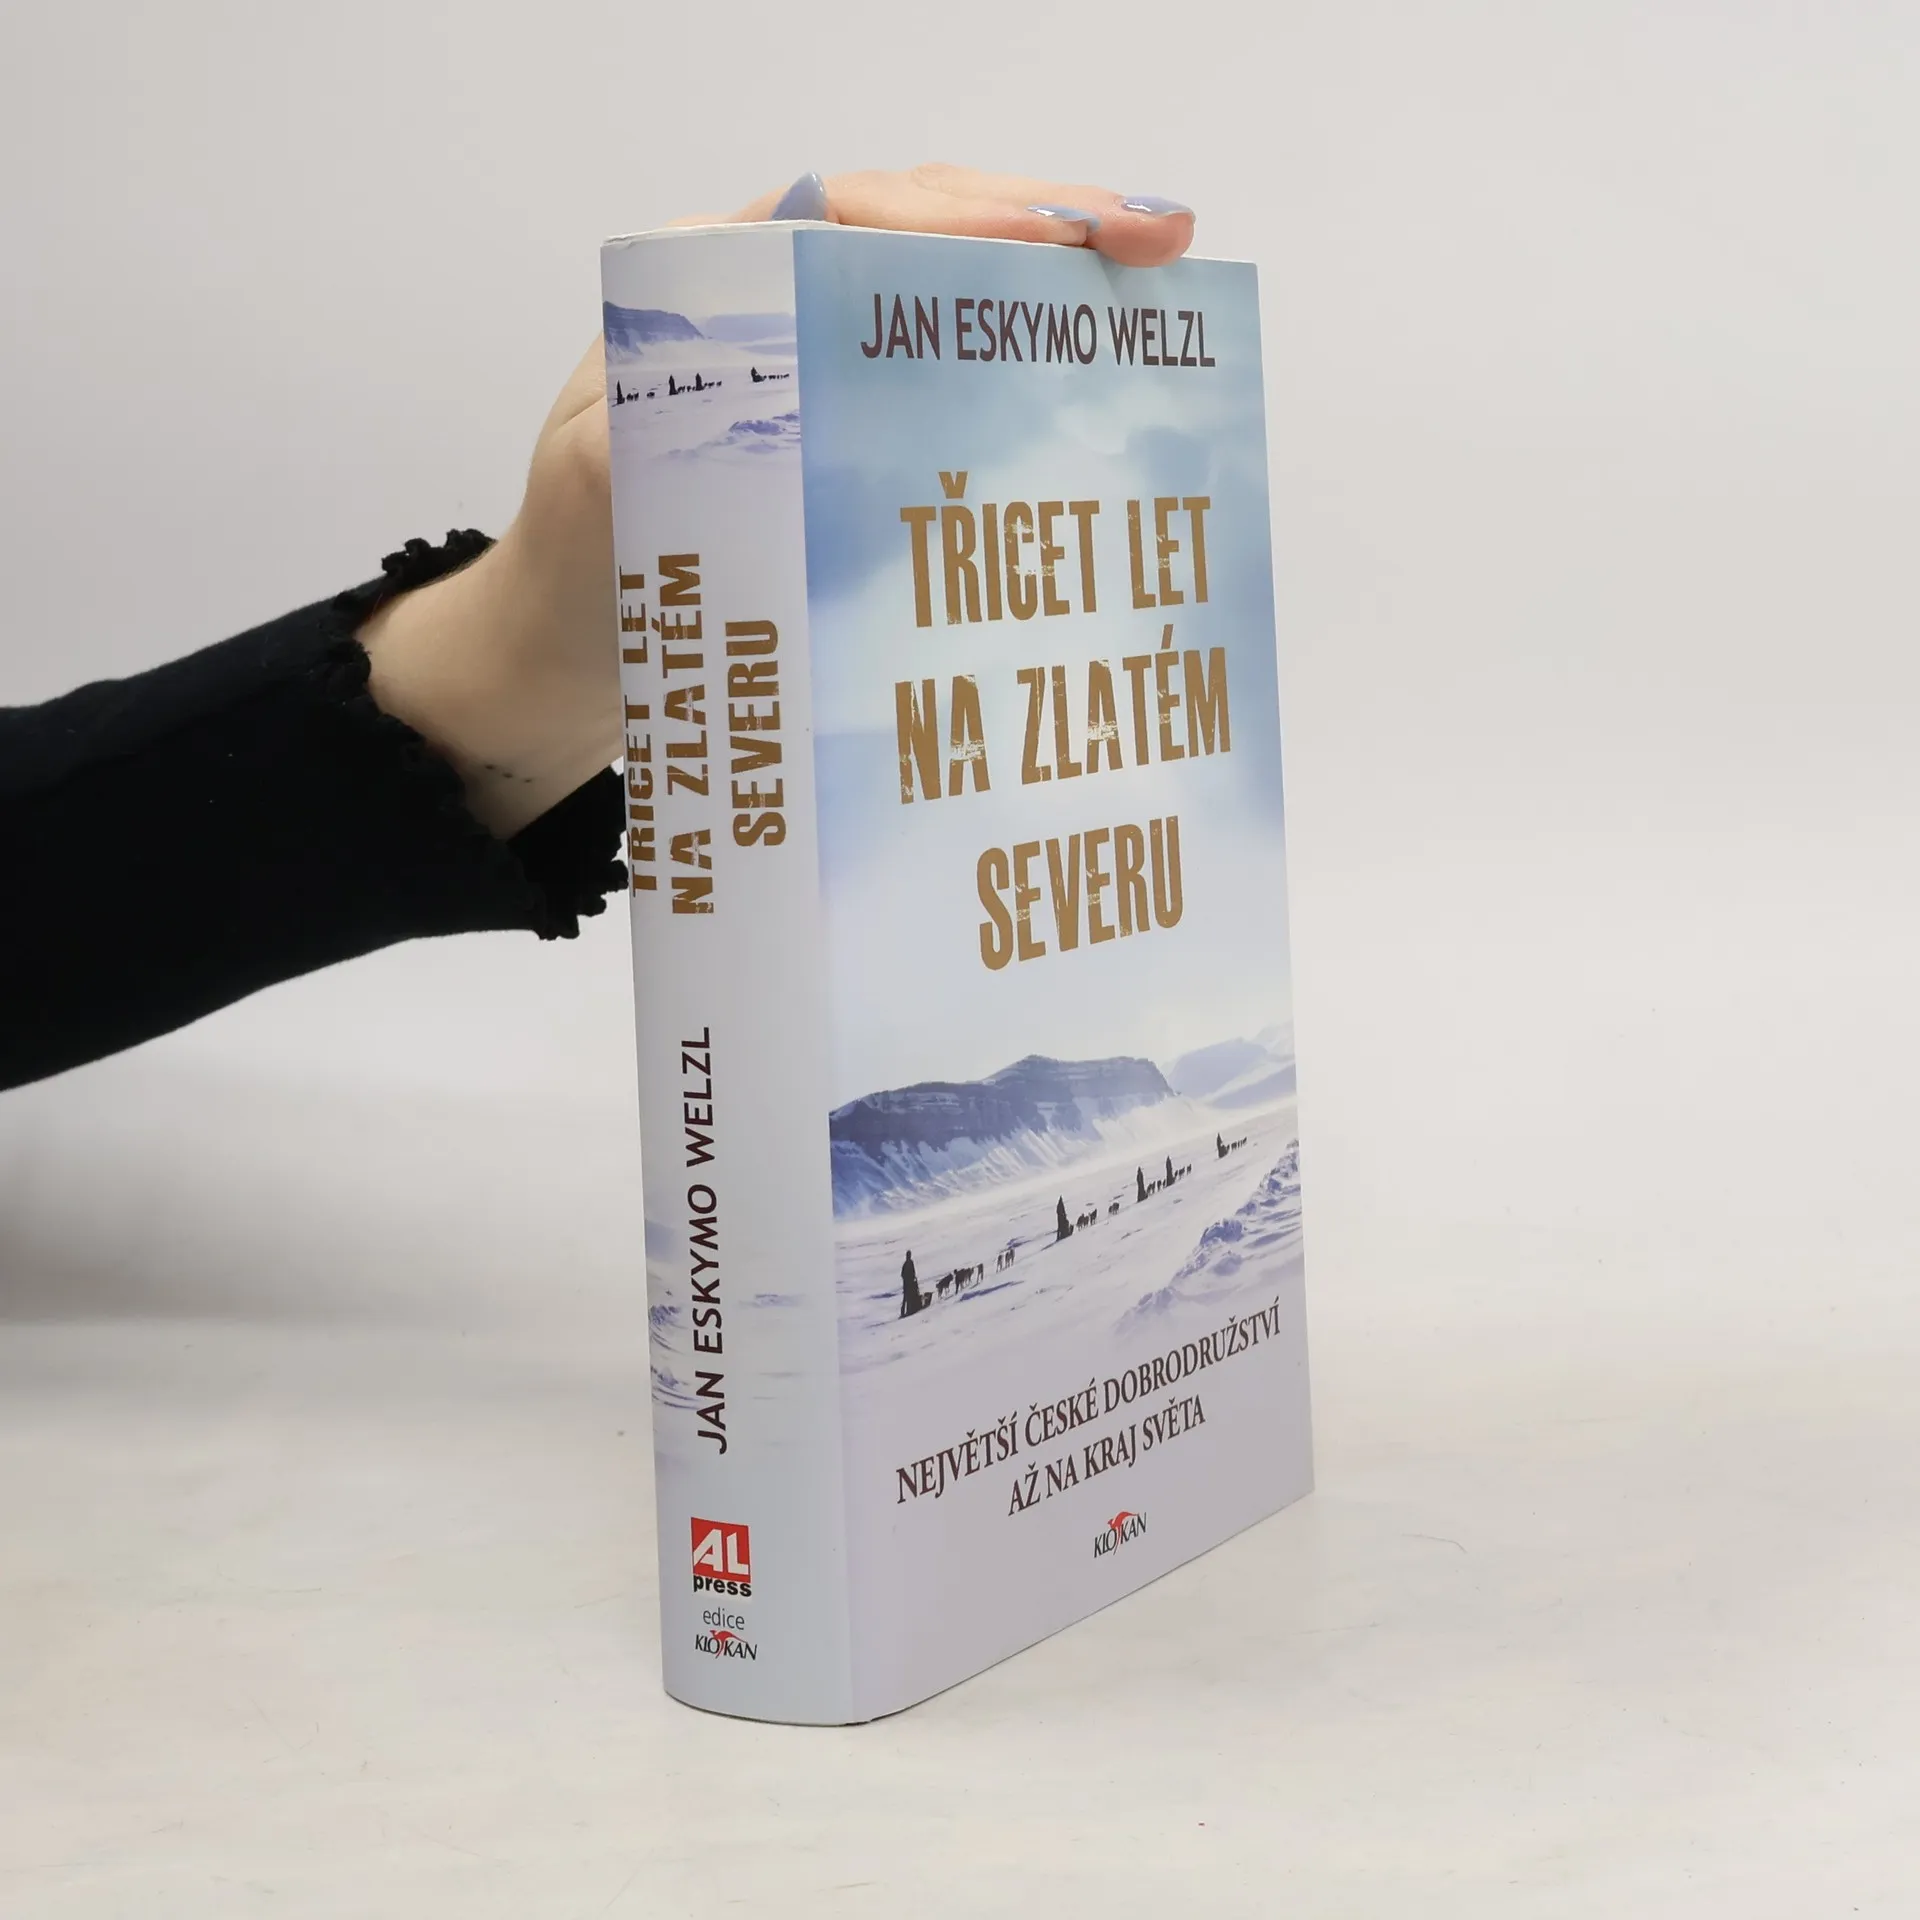 JAN ESKYMO WELZL
TŘICET LET
NA ZLATÉM
SEVERU
NEJVĚTŠÍ ČESKÉ DOBRODRUŽSTVÍ
AŽ NA KRAJ SVĚTA
KLOKAN
TŘICET LET
NA ZLATÉM
SEVERU
JAN ESKYMO WELZL
AL
press
edice
KLOKAN